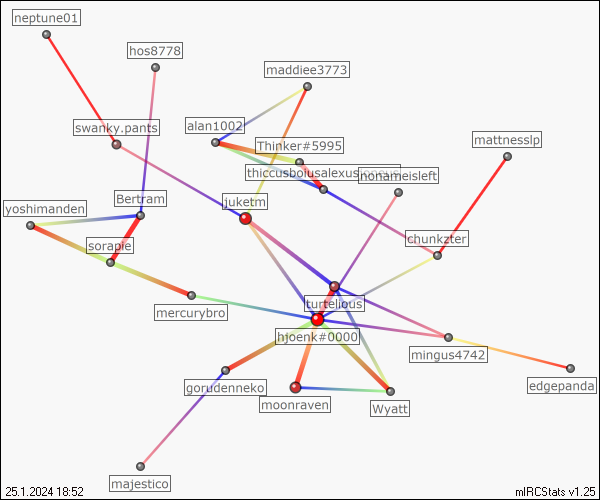 neptune01
hos8778
maddiee3773
swanky.pants
alan1002
Thinker#5995
mattnesslp
nonameisleft
Bertram
juketm
yoshimanden
sorapie
chunkzter
turtelious
mercurybro
hjoenk#0000
mingus4742
gorudenneko
edgepanda
moonraven
Wyatt
majestico
25.1.2024 18:52
mIRCStats v1.25